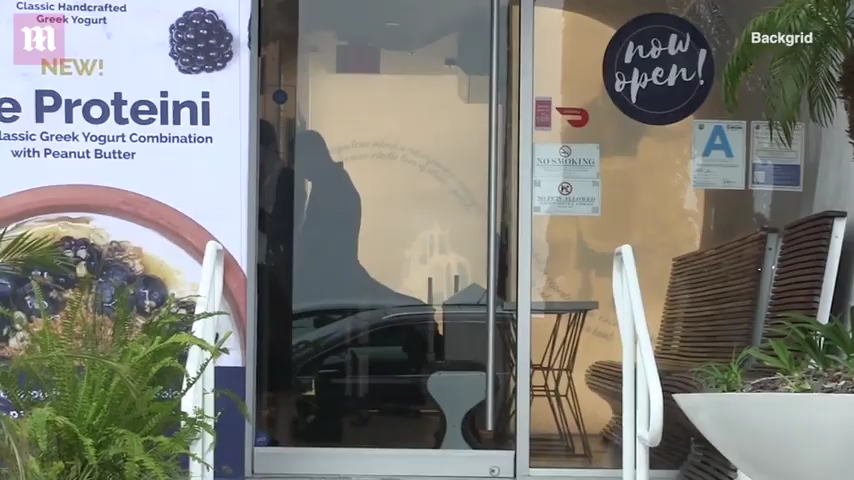 Classic Handcrafted
Greek Yogurt
m
NEW!
e Proteini
lassic Greek Yogurt Combination
with Peanut Butter
now
open!
Backgrid
NO SMOKING
A